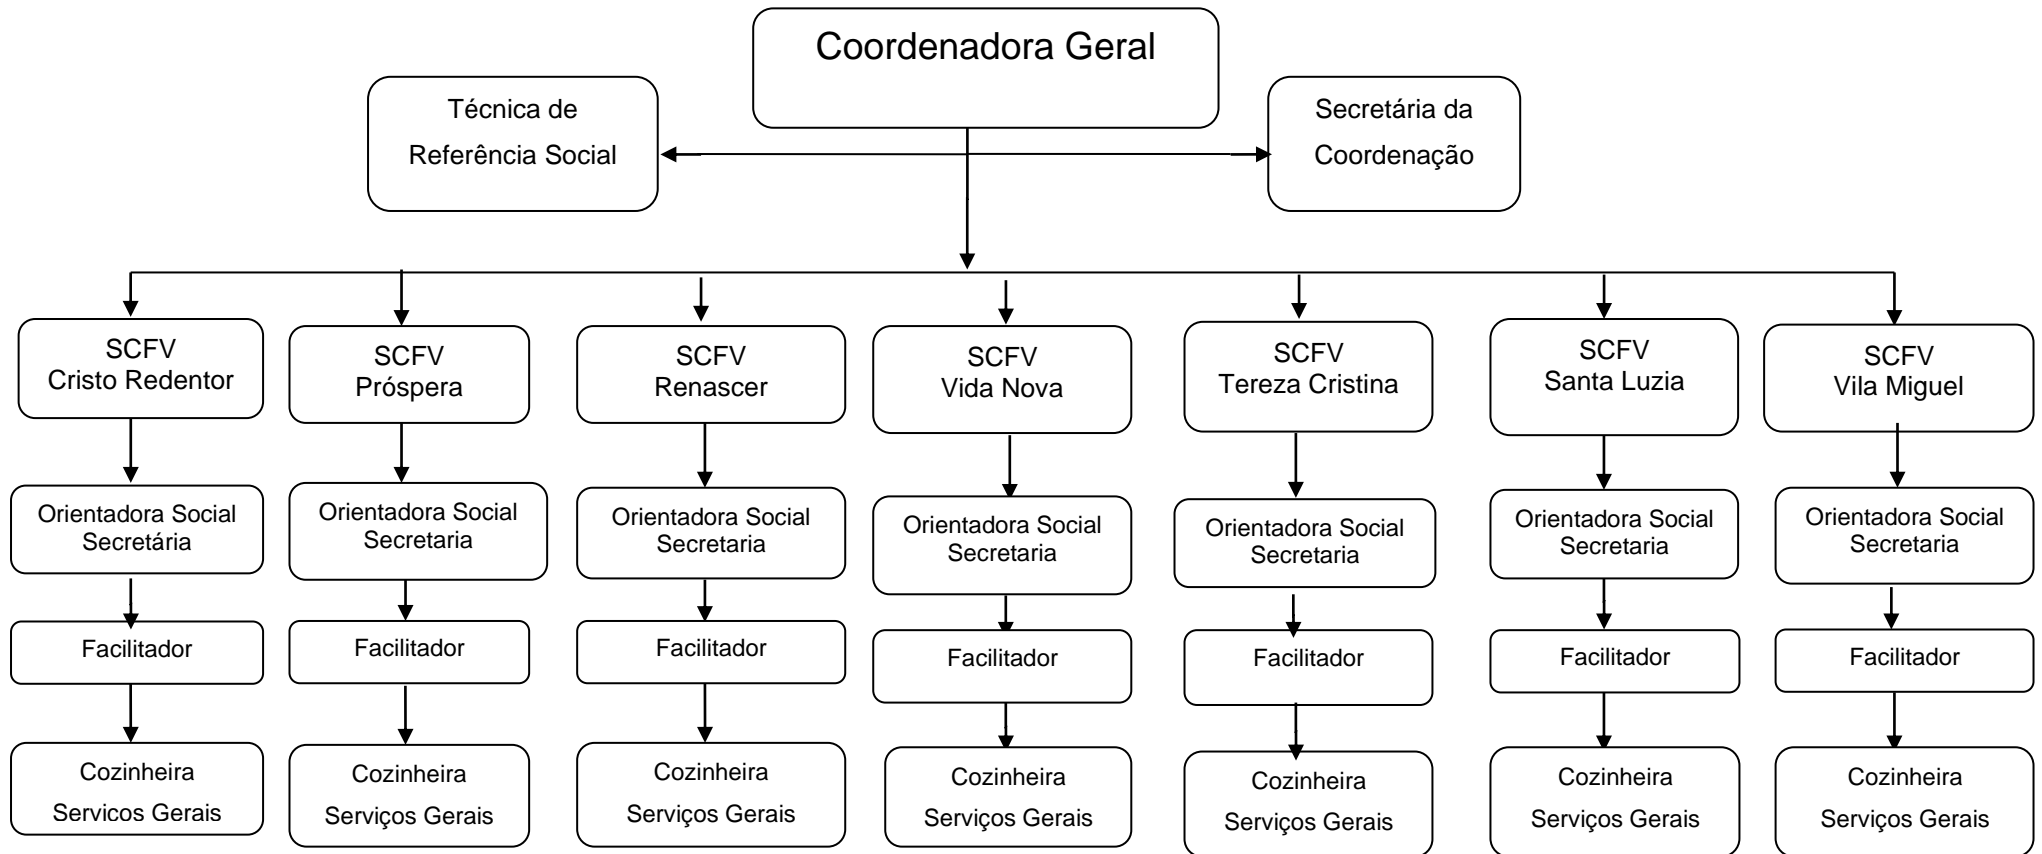 Coordenadora Geral
Técnica de
Referência Social
Secretária da
Coordenação
SCFV
Cristo Redentor
SCFV
Próspera
SCFV
Renascer
SCFV
Vida Nova
SCFV
Tereza Cristina
SCFV
Santa Luzia
SCFV
Vila Miguel
Orientadora Social
Secretária
Orientadora Social
Secretaria
Orientadora Social
Secretaria
Orientadora Social
Secretaria
Orientadora Social
Secretaria
Orientadora Social
Secretaria
Orientadora Social
Secretaria
Facilitador
Facilitador
Facilitador
Facilitador
Facilitador
Facilitador
Facilitador
Cozinheira
Servicos Gerais
Cozinheira
Serviços Gerais
Cozinheira
Serviços Gerais
Cozinheira
Serviços Gerais
Cozinheira
Serviços Gerais
Cozinheira
Serviços Gerais
Cozinheira
Serviços Gerais